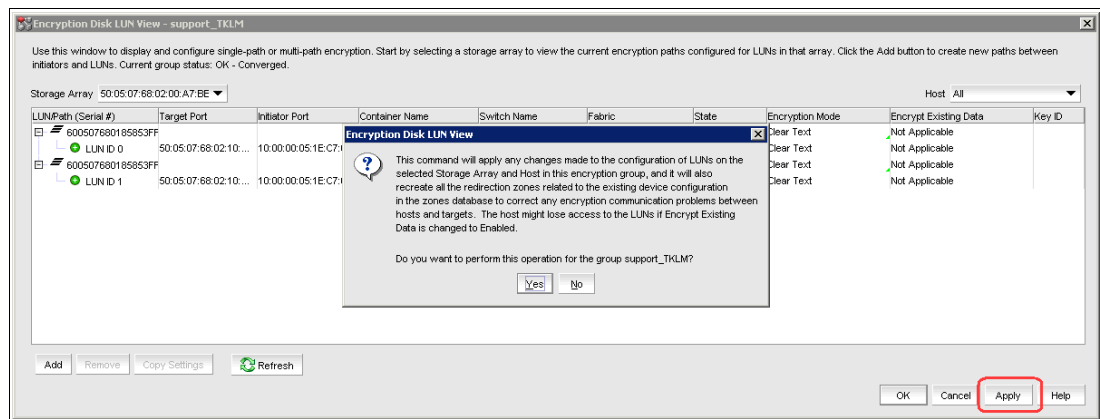 Encryption Disk LUN View - support_TKLM
Use this window to display and configure single-path or multi-path encryption. Start by selecting a storage array to view the current encryption paths configured for LUNs in that array. Click the Add button to create new paths between
initiators and LUNs. Current group status: OK - Converged.
Storage Array 50:05:07:68:02:00:A7:BE
Host All
LUN/Path (Serial #) Target Port Initiator Port Container Name Switch Name Fabric State Encryption Mode Encrypt Existing Data Key ID
600507680185853FF Clear Text Not Applicable
LUN ID 0 50:05:07:68:02:10:... 10:00:00:05:1E:C7: Clear Text Not Applicable
600507680185853FF Clear Text Not Applicable
LUN ID 1 50:05:07:68:02:10:... 10:00:00:05:1E:C7: Clear Text Not Applicable
Encryption Disk LUN View
This command will apply any changes made to the configuration of LUNs on the
selected Storage Array and Host in this encryption group, and it will also
recreate all the redirection zones related to the existing device configuration
in the zones database to correct any encryption communication problems between
hosts and targets. The host might lose access to the LUNs if Encrypt Existing
Data is changed to Enabled.
Do you want to perform this operation for the group support_TKLM?
Yes No
Add Remove Copy Settings Refresh
OK Cancel Apply Help